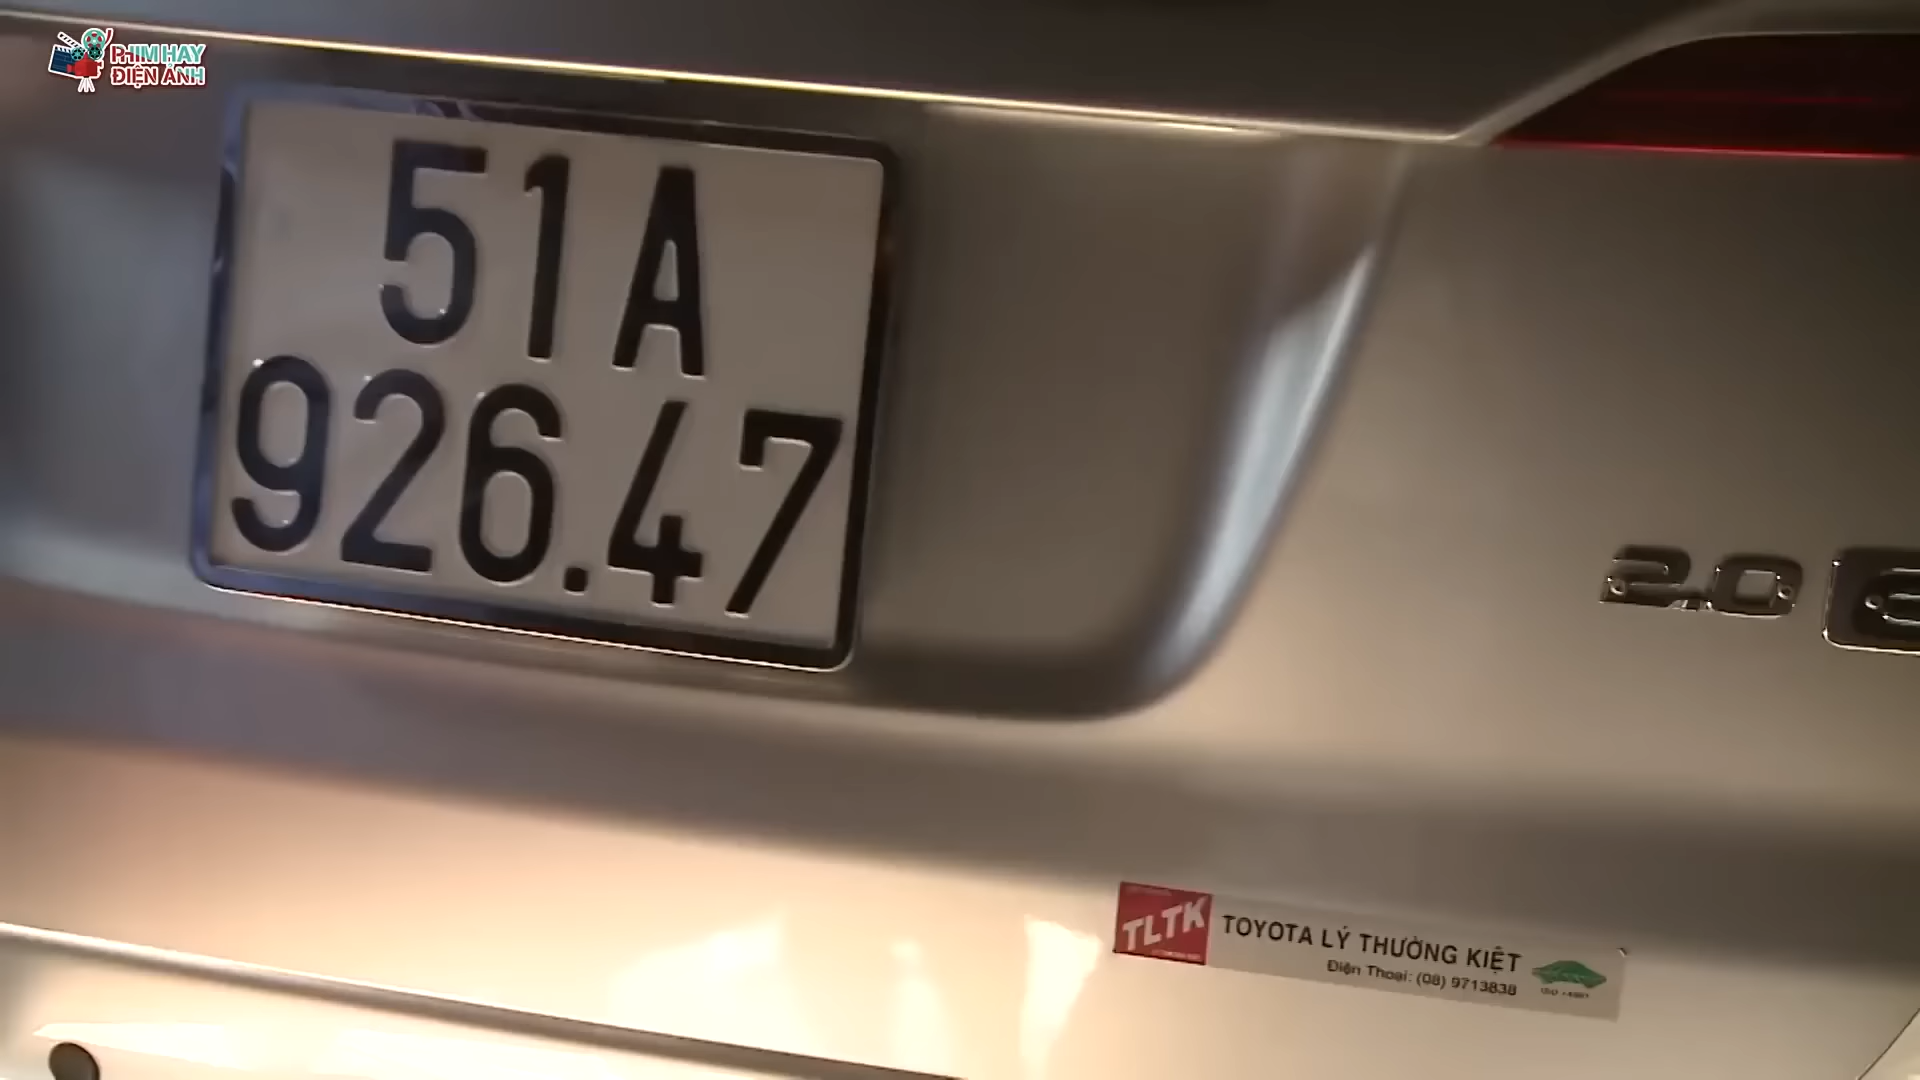 PHIM HAY
ĐIỆN ẢNH
51A
926.47
2.0
TLTK
TOYOTA LÝ THƯỜNG KIỆT
Điện Thoại: (08) 9713838